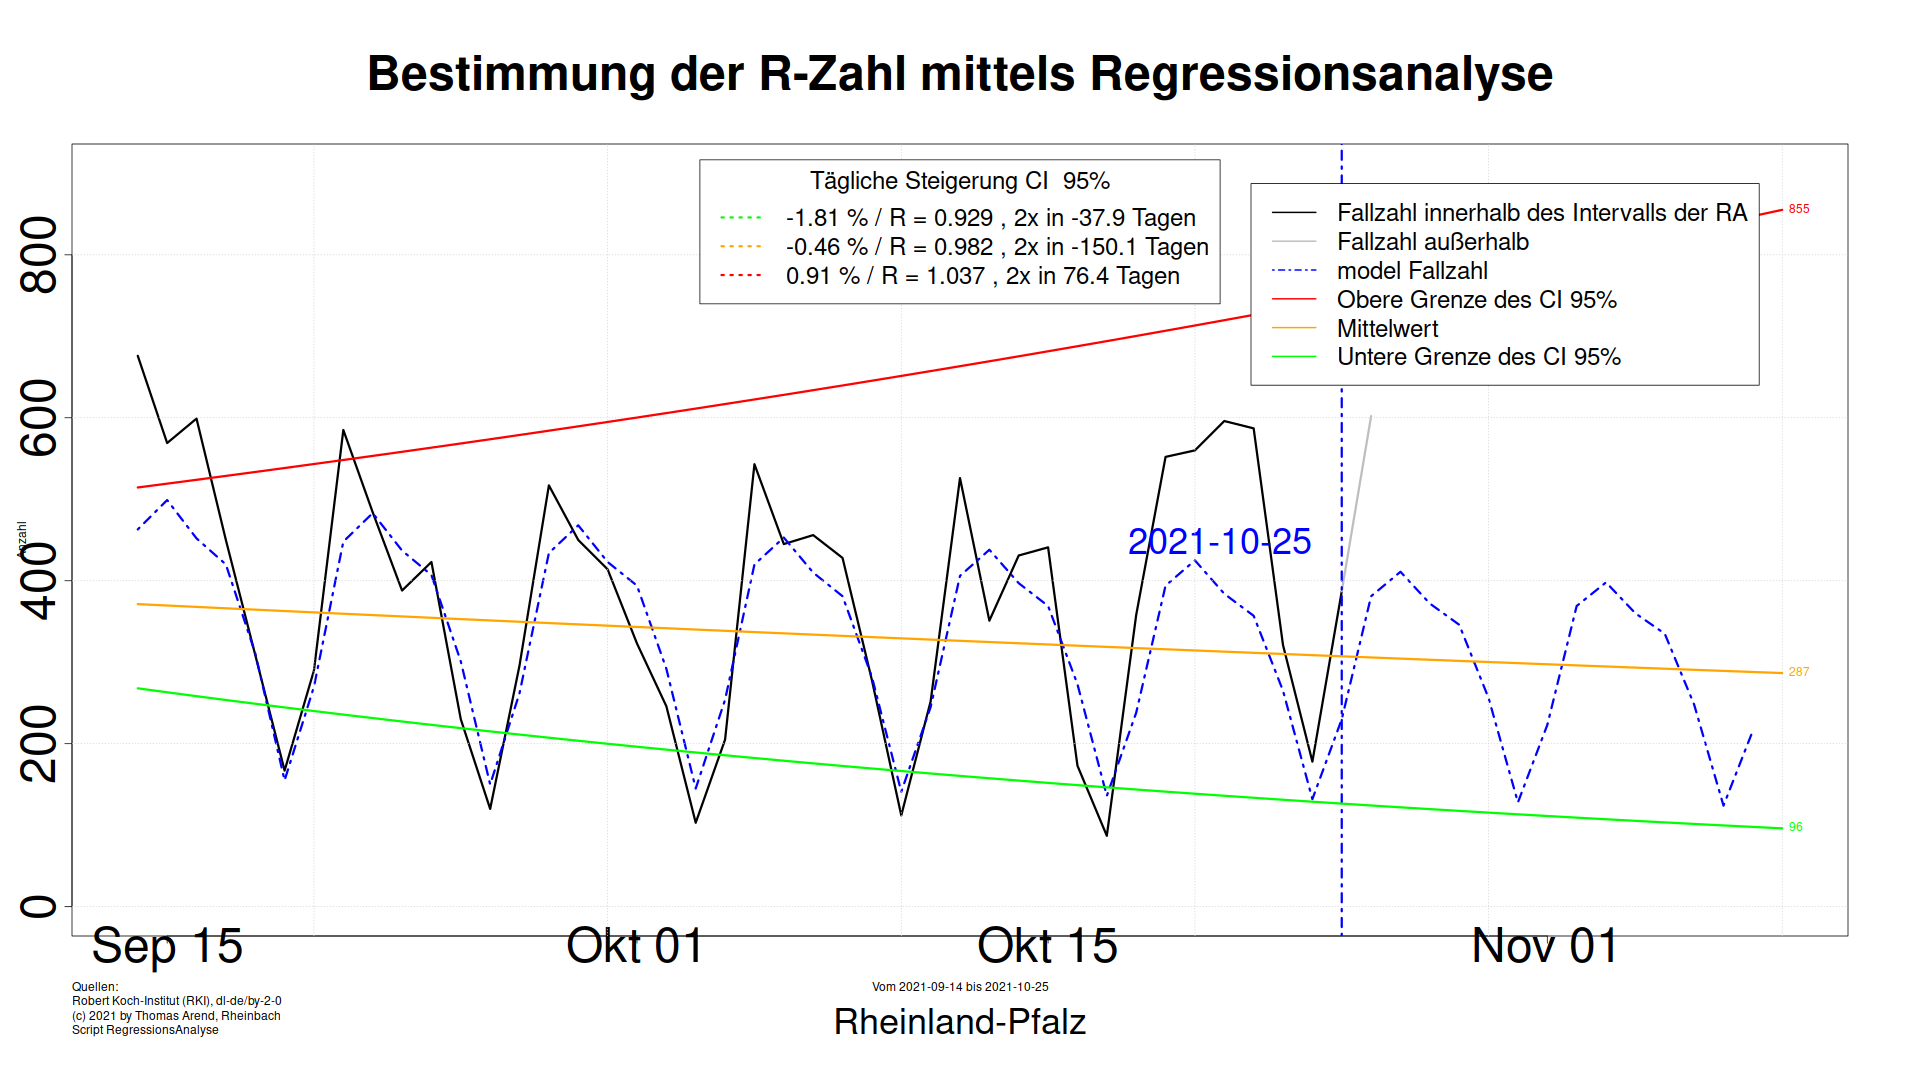 Bestimmung der R-Zahl mittels Regressionsanalyse
Tägliche Steigerung CI  95%
-1.81 % / R = 0.929 , 2x in -37.9 Tagen
-0.46 % / R = 0.982 , 2x in -150.1 Tagen
0.91 % / R = 1.037 , 2x in 76.4 Tagen
Fallzahl innerhalb des Intervalls der RA
Fallzahl außerhalb
model Fallzahl
Obere Grenze des CI 95%
Mittelwert
Untere Grenze des CI 95%
855
287
96
2021-10-25
Anzahl
800
600
400
200
0
Sep 15
Okt 01
Okt 15
Nov 01
Quellen:
Robert Koch-Institut (RKI), dl-de/by-2-0
(c) 2021 by Thomas Arend, Rheinbach
Script RegressionsAnalyse
Vom 2021-09-14 bis 2021-10-25
Rheinland-Pfalz